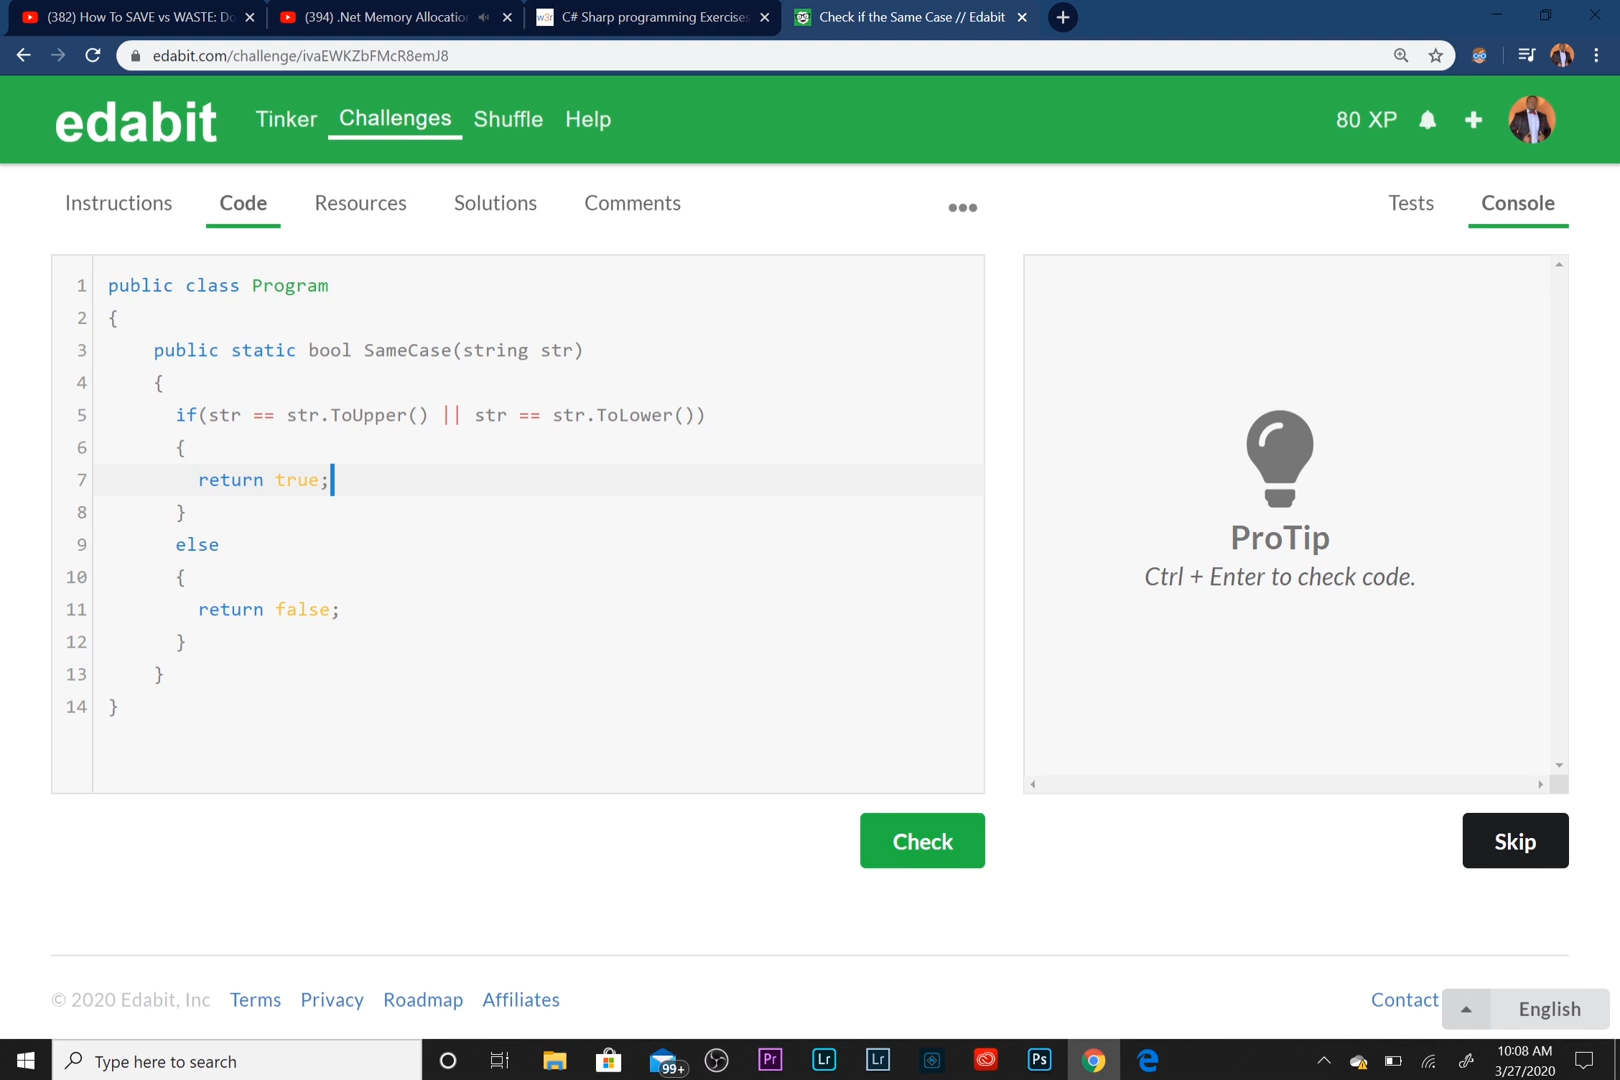 (382) How To SAVE vs WASTE: Do
(394) .Net Memory Allocation
w3r C# Sharp programming Exercises
Check if the Same Case // Edabit
edabit.com/challenge/ivaEWKZbFMcR8emJ8
edabit Tinker Challenges Shuffle Help 80 XP
Instructions Code Resources Solutions Comments Tests Console
1 public class Program
2 {
3 public static bool SameCase(string str)
4 {
5 if(str == str.ToUpper() || str == str.ToLower())
6 {
7 return true;
8 }
9 else
10 {
11 return false;
12 }
13 }
14 }
ProTip
Ctrl + Enter to check code.
Check
Skip
© 2020 Edabit, Inc Terms Privacy Roadmap Affiliates Contact
English
Type here to search
99+
Pr
Lr
Lr
Ps
10:08 AM
3/27/2020